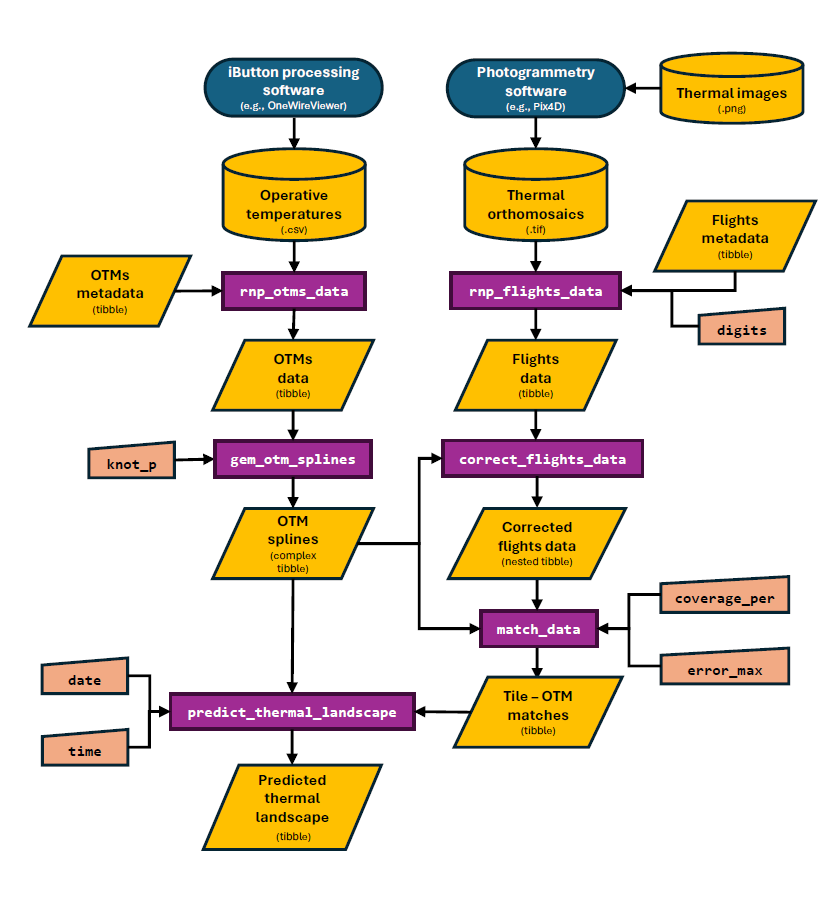 iButton processing
software
(e.g., OneWireViewer)
Photogrammetry
software
(e.g., Pix4D)
Thermal images
(.png)
Operative
temperatures
(.csv)
Thermal
orthomosaics
(.tif)
Flights
metadata
(tibble)
OTMs
metadata
(tibble)
rnp_otms_data
rnp_flights_data
digits
OTMs
data
(tibble)
Flights
data
(tibble)
knot_p
gem_otm_splines
correct_flights_data
OTM
splines
(complex
tibble)
Corrected
flights data
(nested tibble)
coverage_per
match_data
error_max
date
time
predict_thermal_landscape
Tile – OTM
matches
(tibble)
Predicted
thermal
landscape
(tibble)